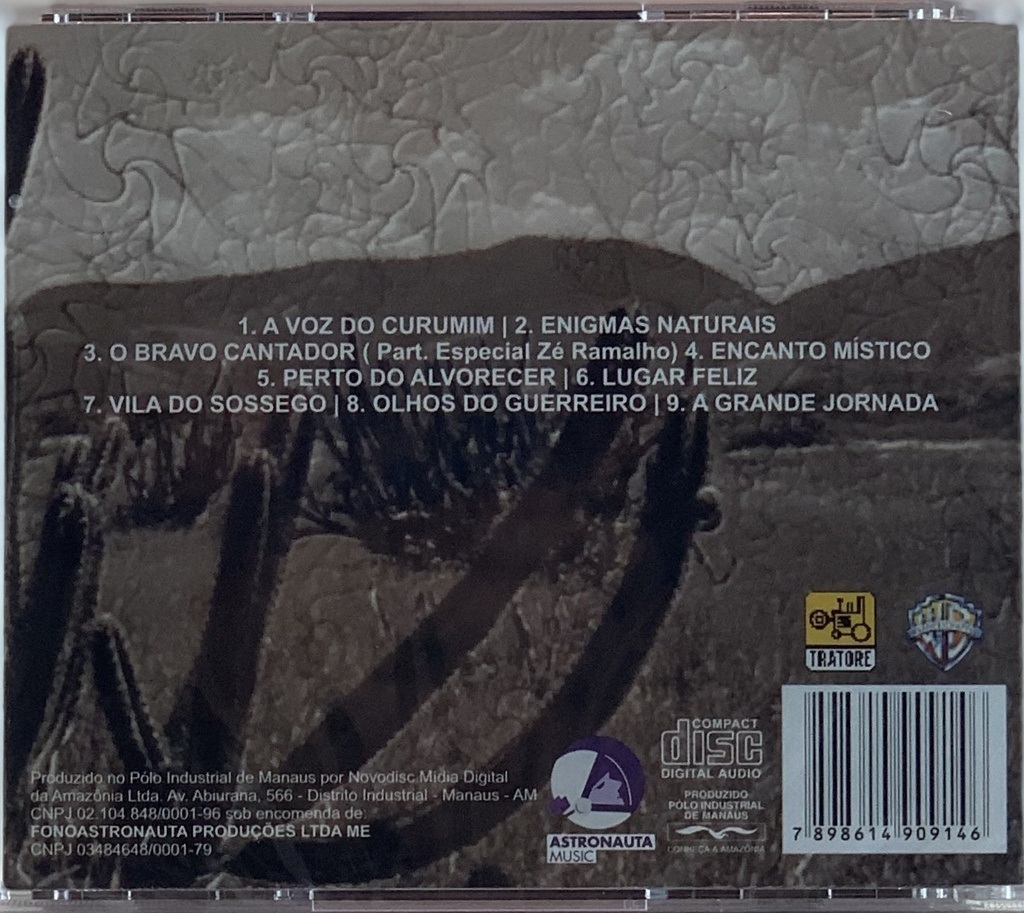 1. A VOZ DO CURUMIM | 2. ENIGMAS NATURAIS
3. O BRAVO CANTADOR ( Part. Especial Zé Ramalho) 4. ENCANTO MÍSTICO
5. PERTO DO ALVORECER | 6. LUGAR FELIZ
7. VILA DO SOSSEGO | 8. OLHOS DO GUERREIRO | 9. A GRANDE JORNADA
TRATORE
Produzido no Pólo Industrial de Manaus por Novodisc Mídia Digital
da Amazônia Ltda. Av. Abiurana, 566 - Distrito Industrial - Manaus - AM
CNPJ 02.104.848/0001-96 sob encomenda de:
FONOASTRONAUTA PRODUÇÕES LTDA ME
CNPJ 03484648/0001-79
ASTRONAUTA
MUSIC
COMPACT
disc
DIGITAL AUDIO
PRODUZIDO
PÓLO INDUSTRIAL
DE MANAUS
CONHEÇA A AMAZÔNIA
7 898614 909146